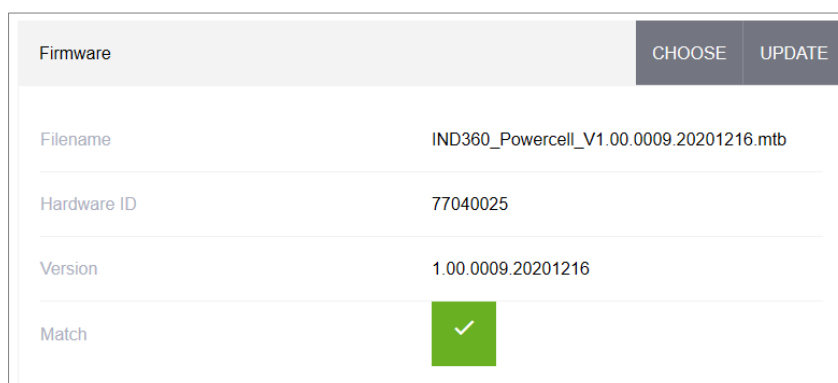 Firmware CHOOSE UPDATE
Filename IND360_Powercell_V1.00.0009.20201216.mtb
Hardware ID 77040025
Version 1.00.0009.20201216
Match